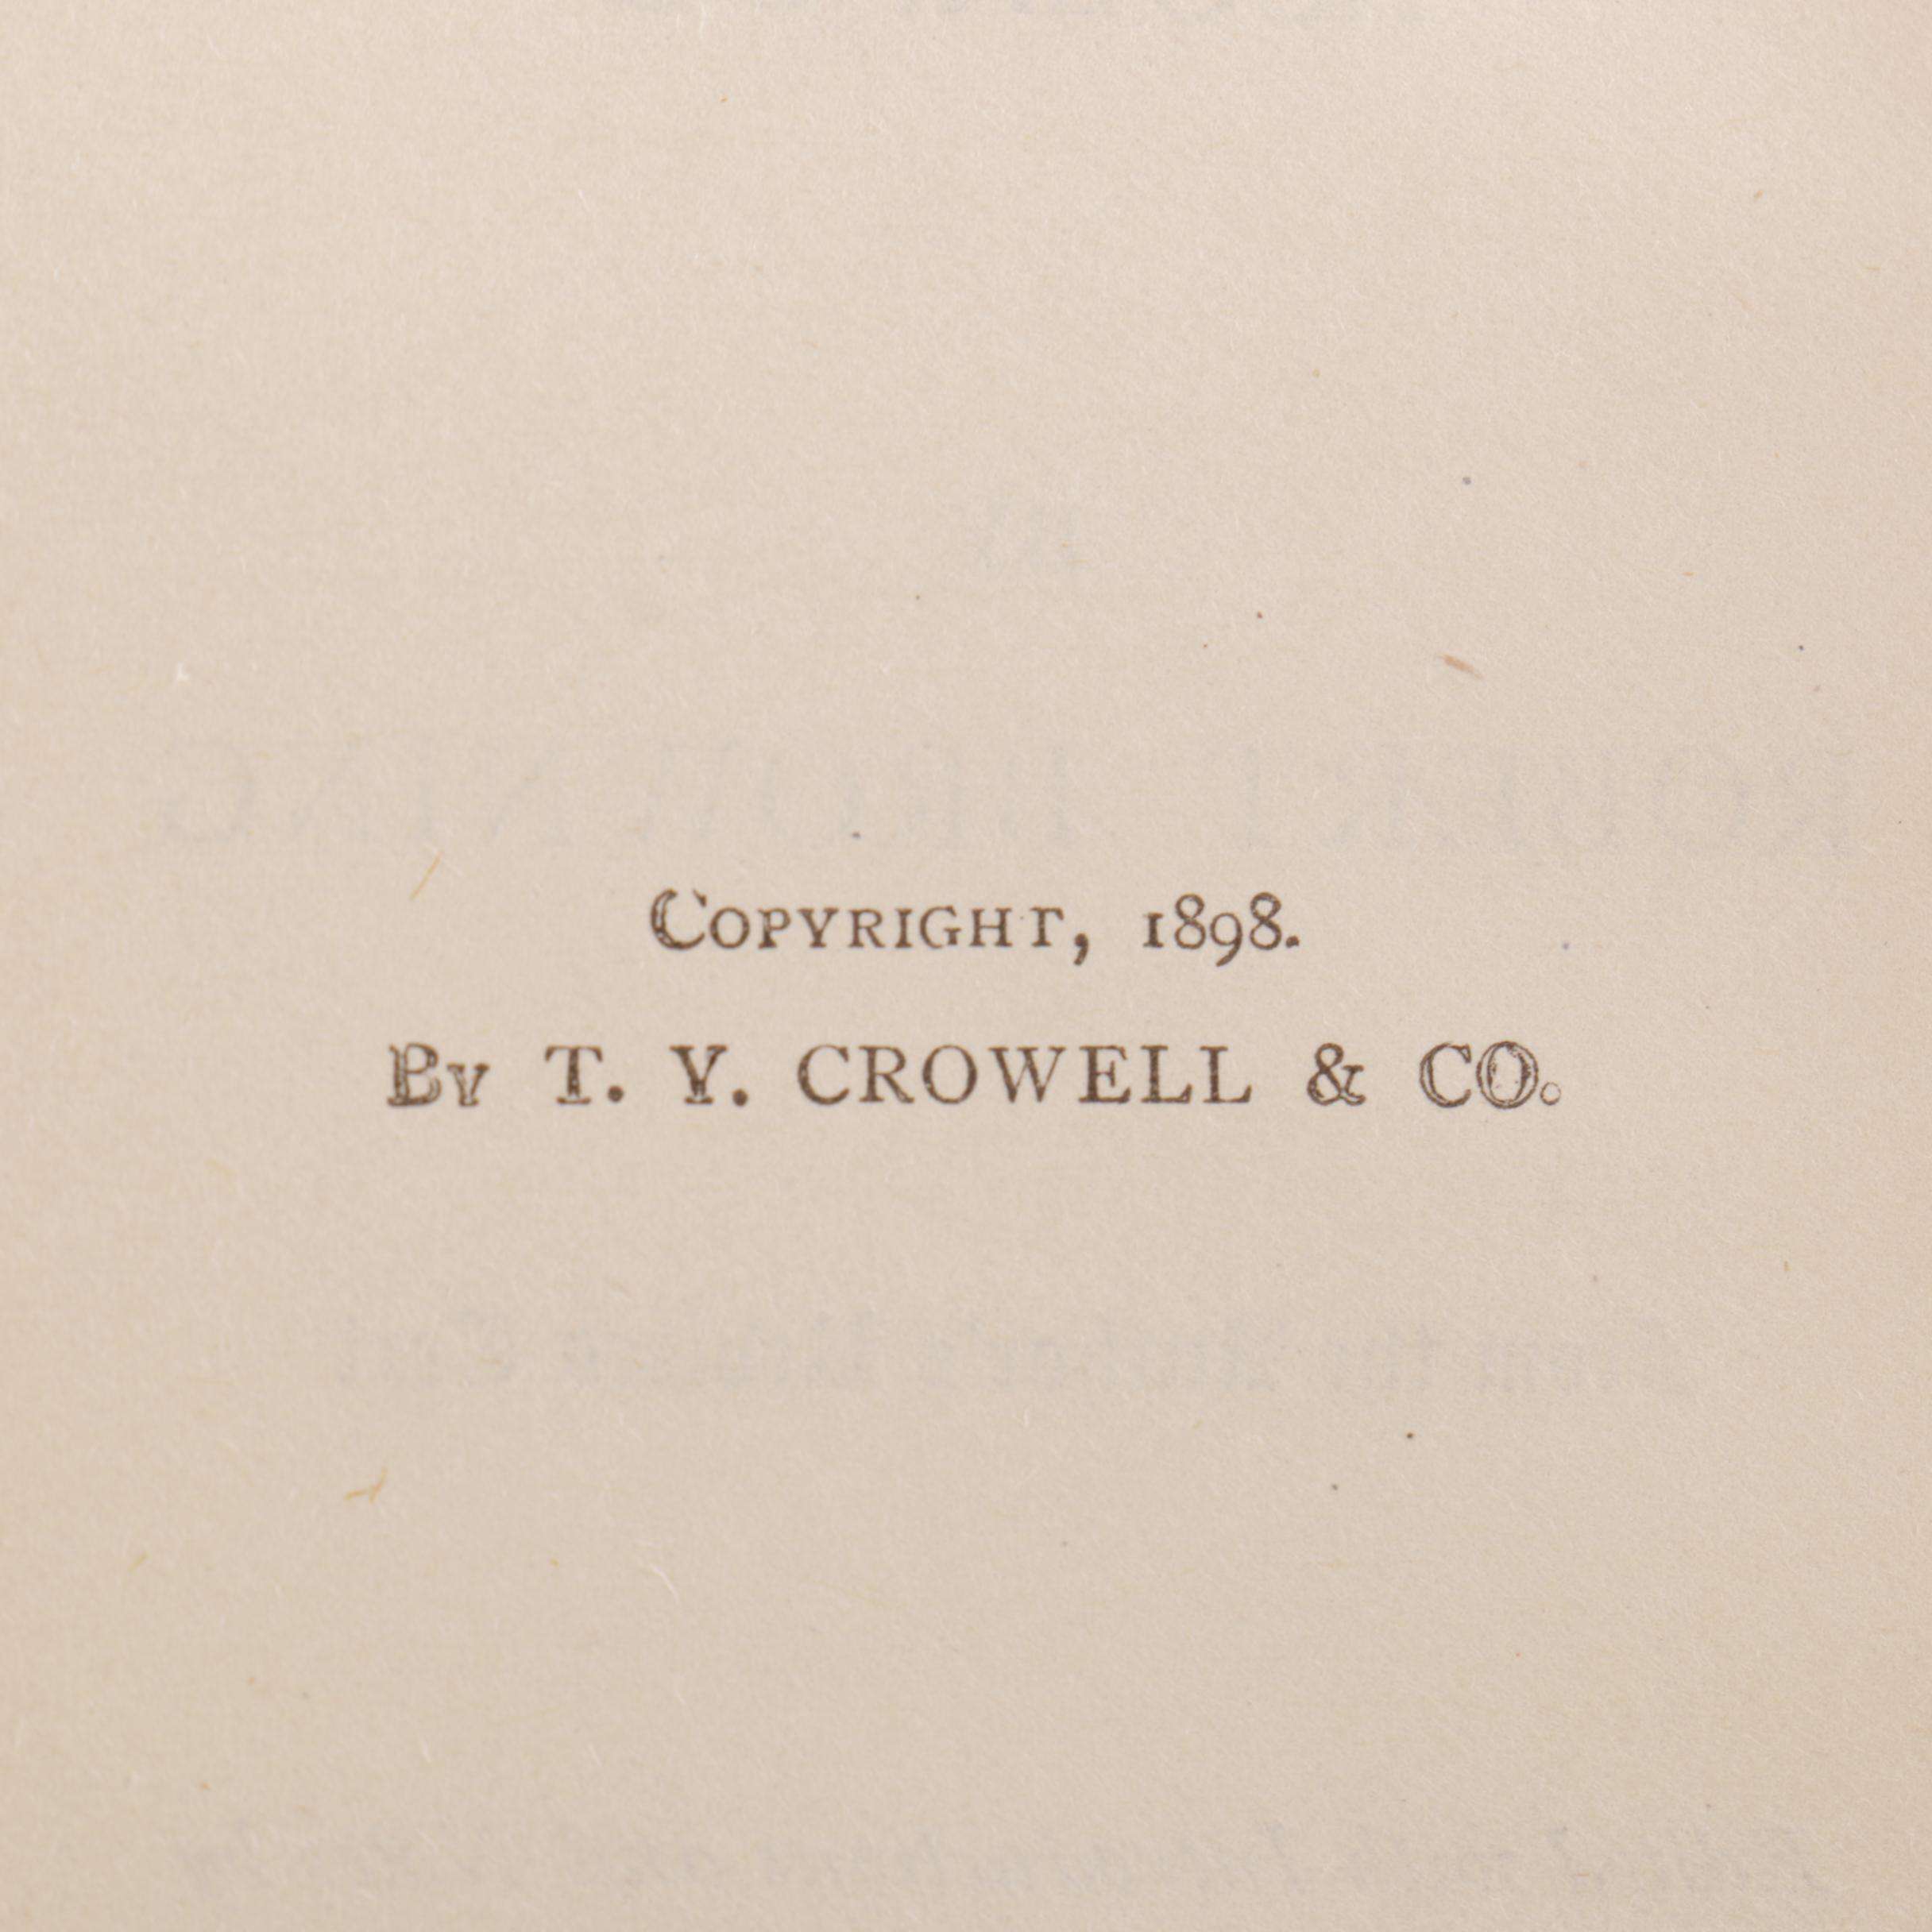 Copyright, 1898.
By T. Y. CROWELL & CO.